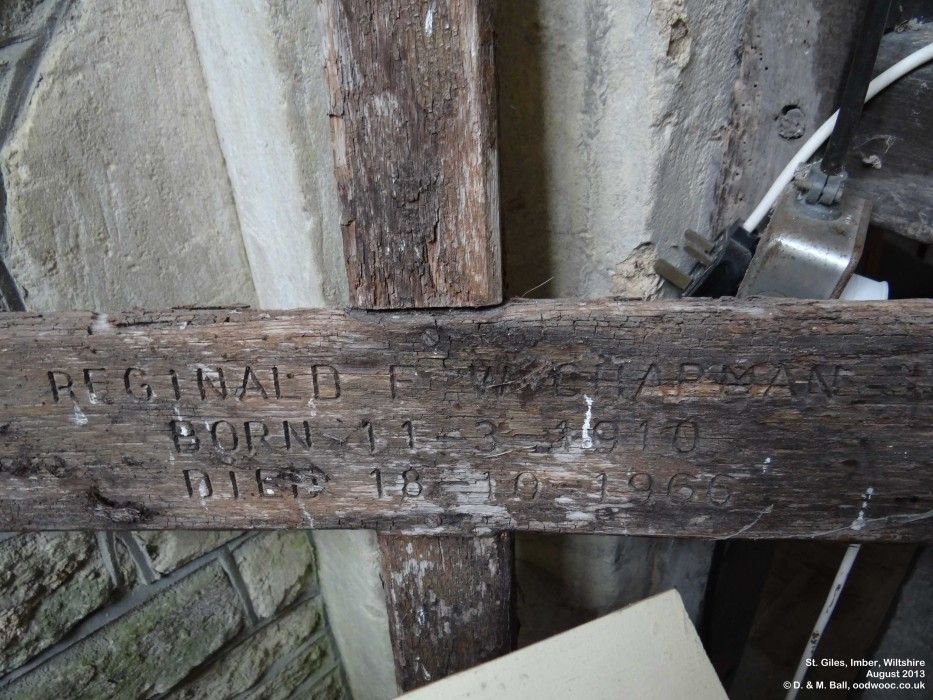 REGINALD F. W. CHAPMAN
BORN 11-3-1910
DIED 18-10-1966
St. Giles, Imber, Wiltshire
August 2013
© D. & M. Ball, oodwooc.co.uk